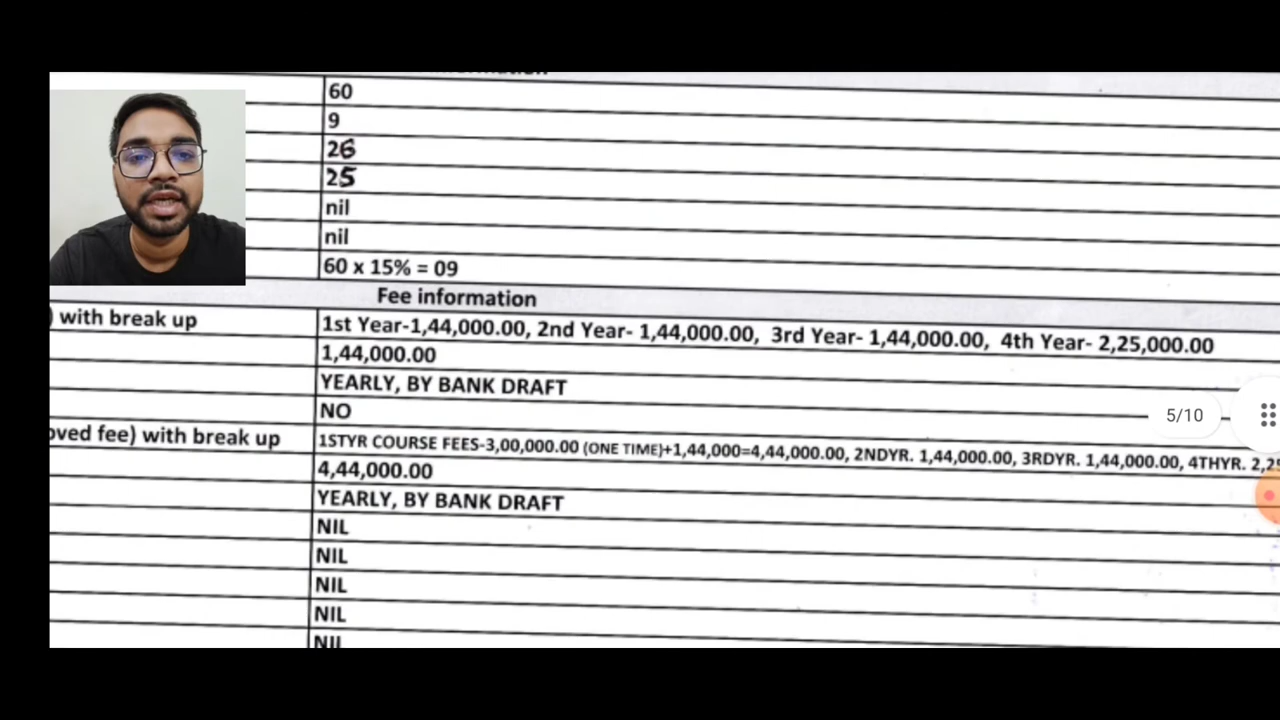 60
9
26
25
nil
nil
60 x 15% = 09
Fee information
) with break up 1st Year-1,44,000.00, 2nd Year- 1,44,000.00, 3rd Year- 1,44,000.00, 4th Year- 2,25,000.00
1,44,000.00
YEARLY, BY BANK DRAFT
NO
5/10
oved fee) with break up 1STYR COURSE FEES-3,00,000.00 (ONE TIME)+1,44,000=4,44,000.00, 2NDYR. 1,44,000.00, 3RDYR. 1,44,000.00, 4THYR. 2,25
4,44,000.00
YEARLY, BY BANK DRAFT
NIL
NIL
NIL
NIL
NIL